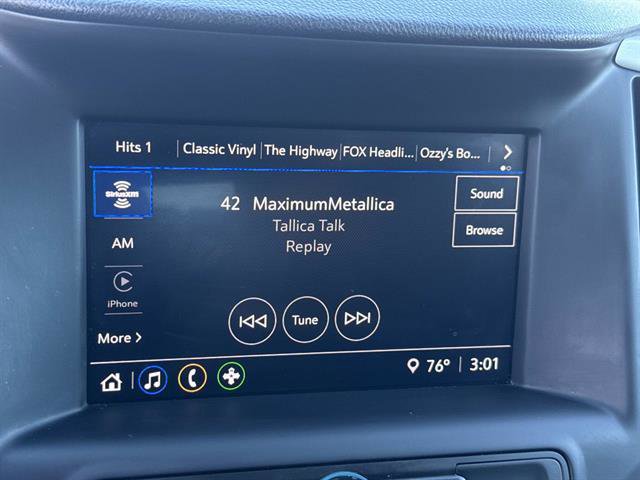 Hits 1 Classic Vinyl The Highway FOX Headli... Ozzy's Bo...
SiriusXM
42 MaximumMetallica
Tallica Talk
Replay
Sound
Browse
AM
iPhone
More
Tune
76° 3:01